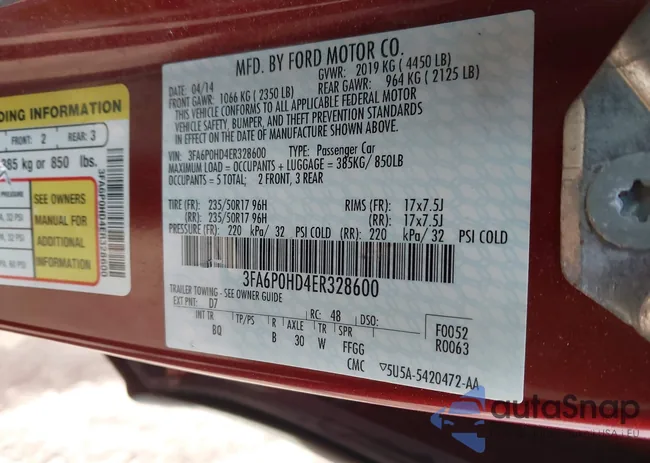 MFD. BY FORD MOTOR CO.
DATE: 04/14 GVWR: 2019 KG ( 4450 LB)
FRONT GAWR: 1066 KG ( 2350 LB) REAR GAWR: 964 KG ( 2125 LB)
THIS VEHICLE CONFORMS TO ALL APPLICABLE FEDERAL MOTOR
VEHICLE SAFETY, BUMPER, AND THEFT PREVENTION STANDARDS
IN EFFECT ON THE DATE OF MANUFACTURE SHOWN ABOVE.
VIN: 3FA6P0HD4ER328600 TYPE: Passenger Car
MAXIMUM LOAD = OCCUPANTS + LUGGAGE = 385KG/ 850LB
OCCUPANTS = 5 TOTAL; 2 FRONT, 3 REAR
TIRE (FR): 235/50R17 96H RIMS (FR): 17x7.5J
(RR): 235/50R17 96H (RR): 17x7.5J
PRESSURE (FR): 220 kPa/ 32 PSI COLD (RR): 220 kPa/32 PSI COLD
3FA6P0HD4ER328600
TRAILER TOWING - SEE OWNER GUIDE
EXT PNT: D7 RC: 48 DSO: F0052
INT TR TP/PS R AXLE TR SPR R0063
BQ B 30 W FFGG
CMC ▽5U5A-5420472-AA
DING INFORMATION
FRONT: 2 REAR: 3
385 kg or 850 lbs.
SEE OWNERS
MANUAL FOR
ADDITIONAL
INFORMATION
3FA6P0HD4ER328600
autoSnap